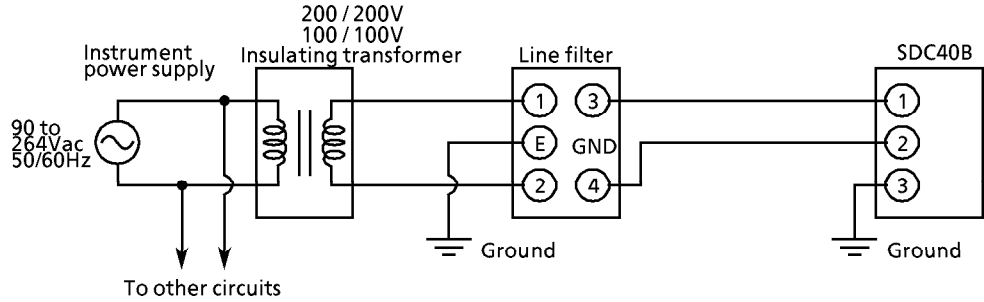 200 / 200V
100 / 100V
Insulating transformer
Instrument
power supply
Line filter
SDC40B
90 to
264Vac
50/60Hz
1
3
1
E
GND
2
2
4
3
Ground
Ground
To other circuits